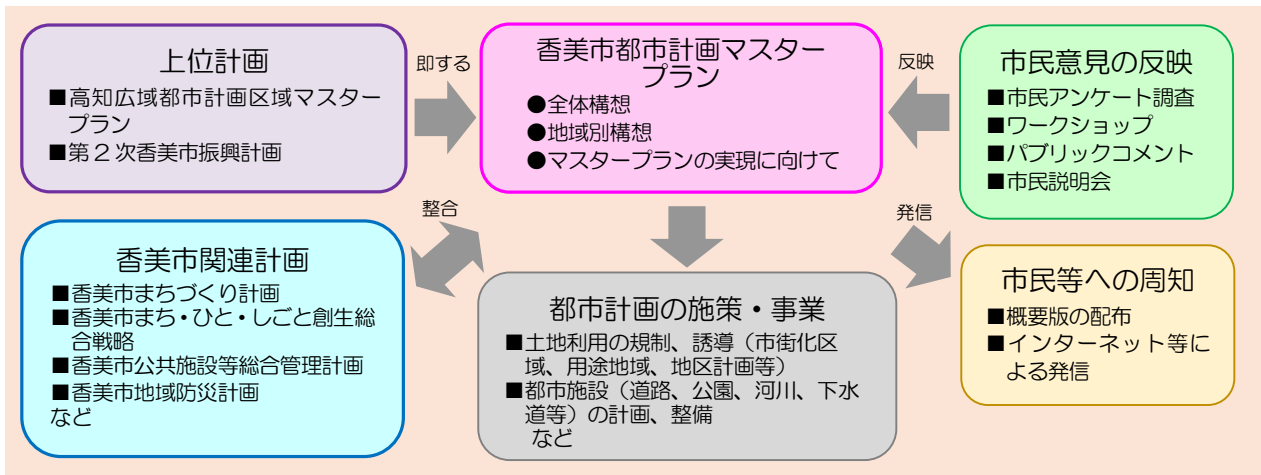 上位計画
■高知広域都市計画区域マスター
プラン
■第2次香美市振興計画
即する
香美市都市計画マスター
プラン
●全体構想
●地域別構想
●マスタープランの実現に向けて
反映
市民意見の反映
■市民アンケート調査
■ワークショップ
■パブリックコメント
■市民説明会
整合
発信
香美市関連計画
■香美市まちづくり計画
■香美市まち・ひと・しごと創生総
合戦略
■香美市公共施設等総合管理計画
■香美市地域防災計画
など
都市計画の施策・事業
■土地利用の規制、誘導（市街化区
域、用途地域、地区計画等）
■都市施設（道路、公園、河川、下水
道等）の計画、整備
など
市民等への周知
■概要版の配布
■インターネット等に
よる発信